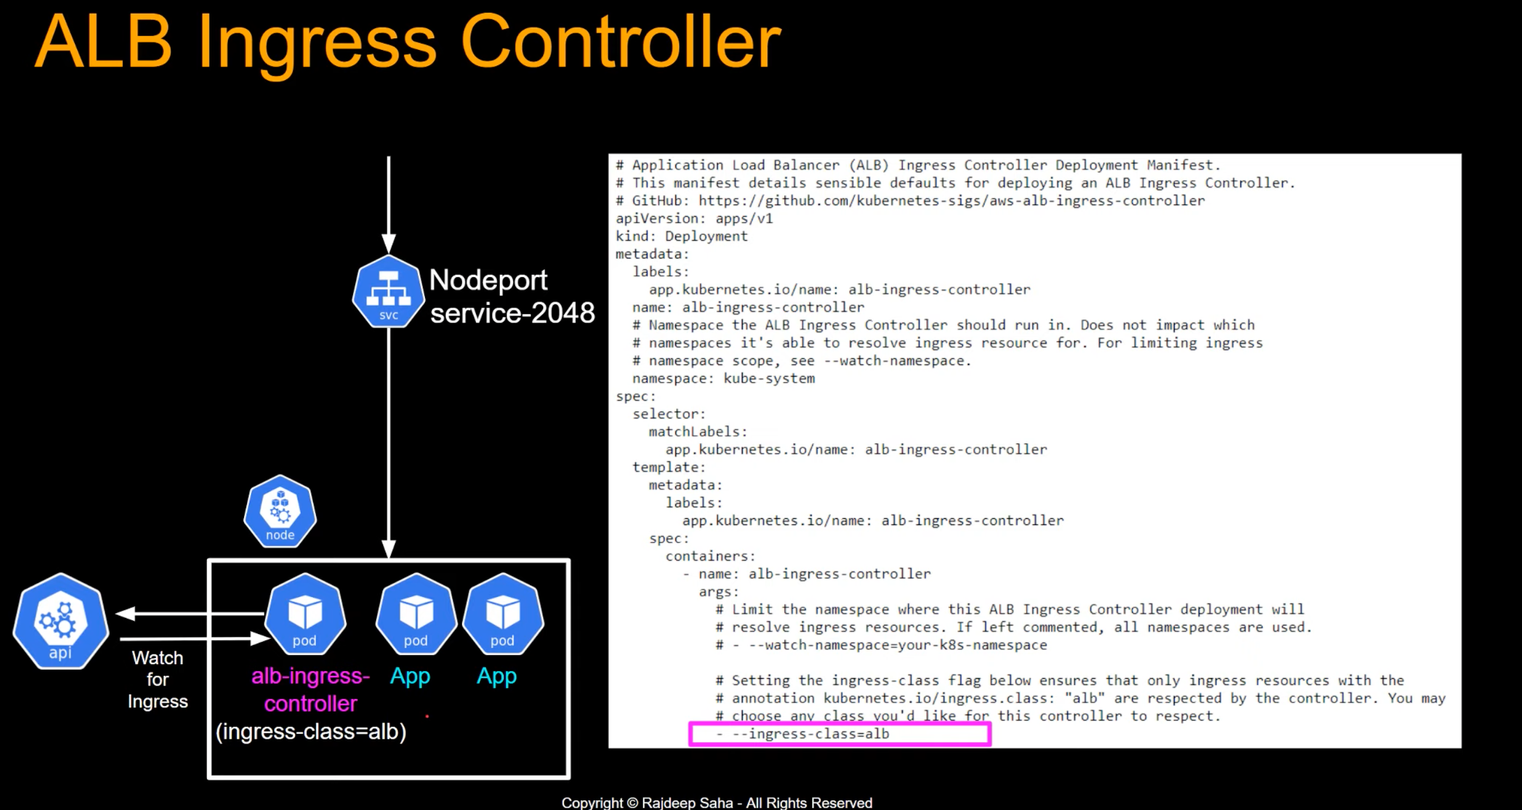 ALB Ingress Controller
Nodeport
service-2048
svc
node
api
Watch
for
Ingress
pod
alb-ingress-
controller
(ingress-class=alb)
pod
App
pod
App
# Application Load Balancer (ALB) Ingress Controller Deployment Manifest.
# This manifest details sensible defaults for deploying an ALB Ingress Controller.
# GitHub: https://github.com/kubernetes-sigs/aws-alb-ingress-controller
apiVersion: apps/v1
kind: Deployment
metadata:
  labels:
    app.kubernetes.io/name: alb-ingress-controller
  name: alb-ingress-controller
  # Namespace the ALB Ingress Controller should run in. Does not impact which
  # namespaces it's able to resolve ingress resource for. For limiting ingress
  # namespace scope, see --watch-namespace.
  namespace: kube-system
spec:
  selector:
    matchLabels:
      app.kubernetes.io/name: alb-ingress-controller
  template:
    metadata:
      labels:
        app.kubernetes.io/name: alb-ingress-controller
    spec:
      containers:
        - name: alb-ingress-controller
          args:
            # Limit the namespace where this ALB Ingress Controller deployment will
            # resolve ingress resources. If left commented, all namespaces are used.
            # - --watch-namespace=your-k8s-namespace
            # Setting the ingress-class flag below ensures that only ingress resources with the
            # annotation kubernetes.io/ingress.class: "alb" are respected by the controller. You may
            # choose any class you'd like for this controller to respect.
            - --ingress-class=alb
Copyright © Rajdeep Saha - All Rights Reserved